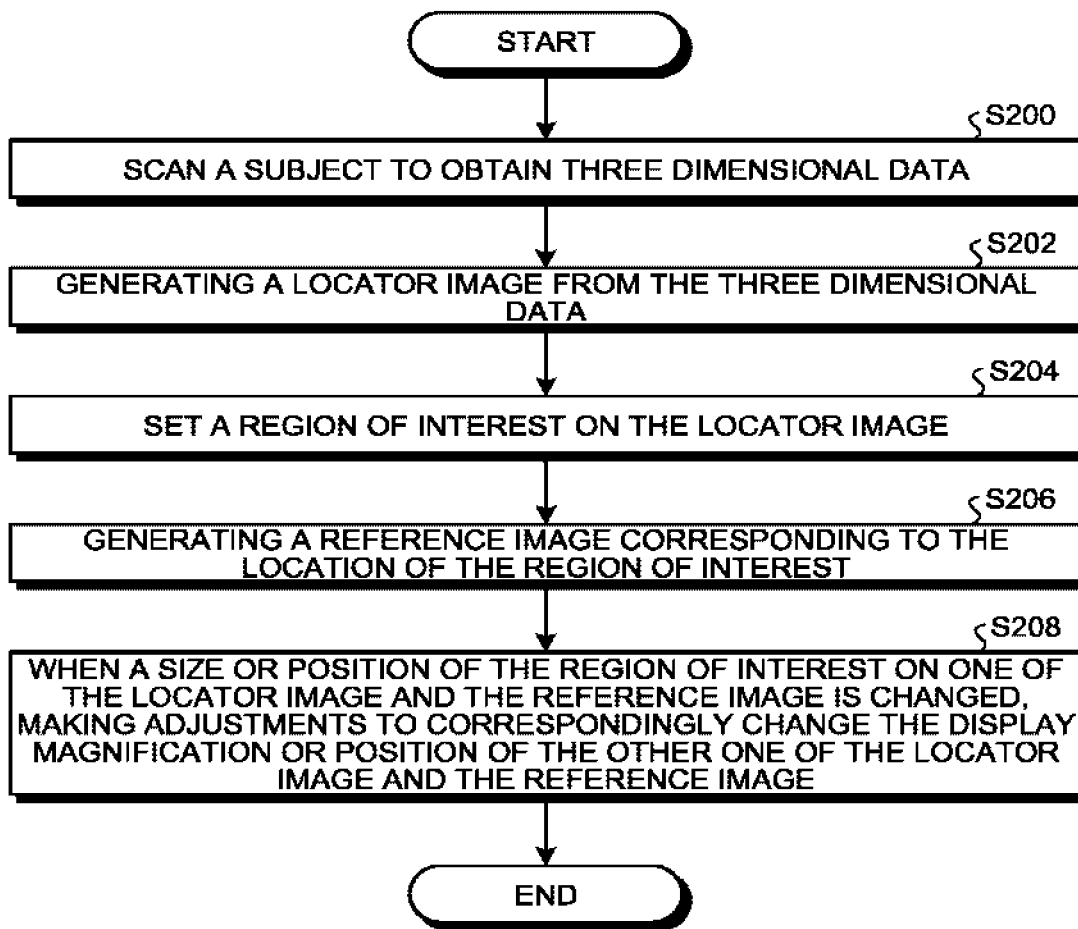 START
S200
SCAN A SUBJECT TO OBTAIN THREE DIMENSIONAL DATA
S202
GENERATING A LOCATOR IMAGE FROM THE THREE DIMENSIONAL
DATA
S204
SET A REGION OF INTEREST ON THE LOCATOR IMAGE
S206
GENERATING A REFERENCE IMAGE CORRESPONDING TO THE
LOCATION OF THE REGION OF INTEREST
S208
WHEN A SIZE OR POSITION OF THE REGION OF INTEREST ON ONE OF
THE LOCATOR IMAGE AND THE REFERENCE IMAGE IS CHANGED,
MAKING ADJUSTMENTS TO CORRESPONDINGLY CHANGE THE DISPLAY
MAGNIFICATION OR POSITION OF THE OTHER ONE OF THE LOCATOR
IMAGE AND THE REFERENCE IMAGE
END